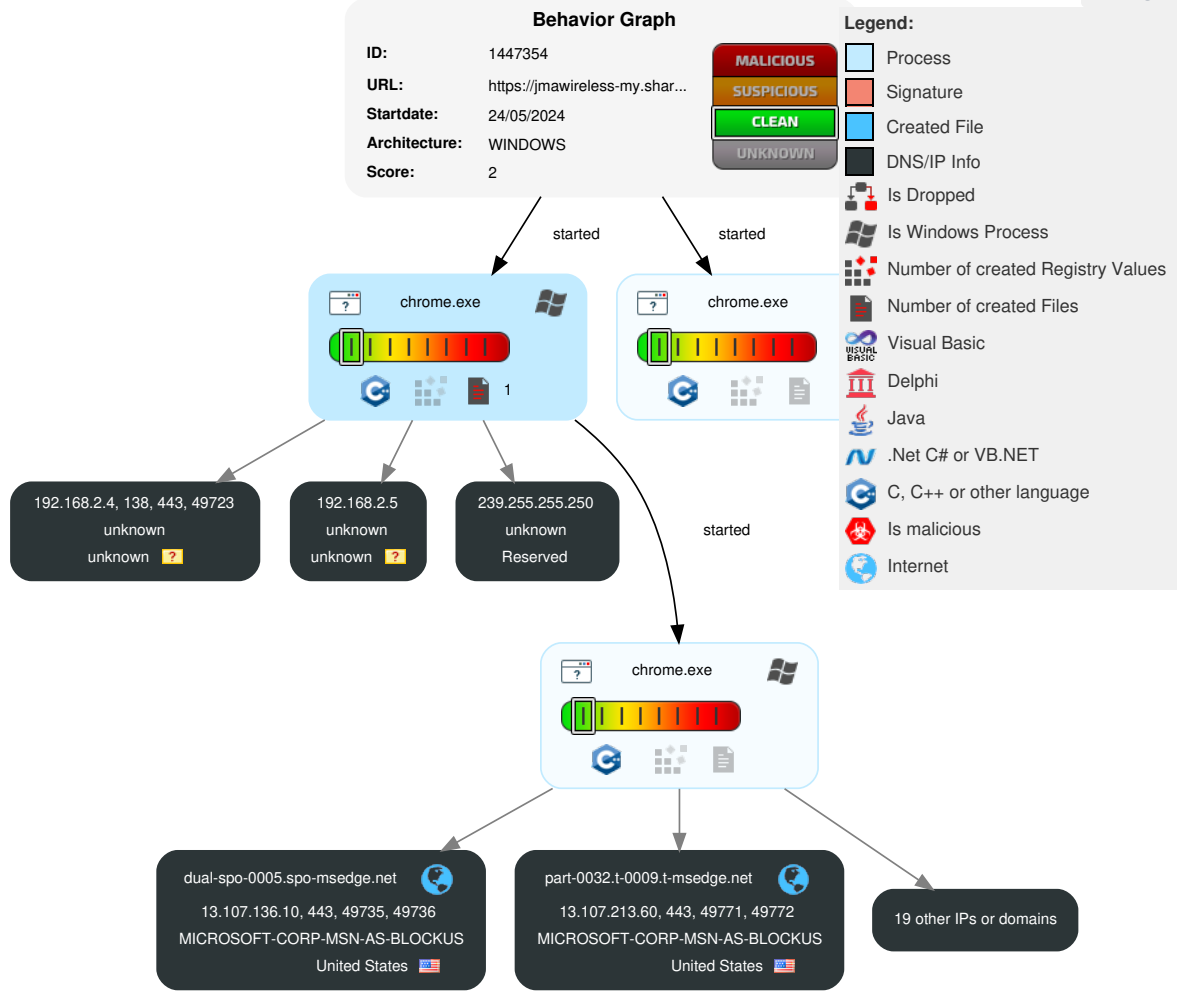 Behavior Graph
ID: 1447354
URL: https://jmawireless-my.shar...
Startdate: 24/05/2024
Architecture: WINDOWS
Score: 2
MALICIOUS
SUSPICIOUS
CLEAN
UNKNOWN
Legend:
Process
Signature
Created File
DNS/IP Info
Is Dropped
Is Windows Process
Number of created Registry Values
Number of created Files
VISUAL
BASIC
Visual Basic
Delphi
Java
.Net C# or VB.NET
C, C++ or other language
Is malicious
Internet
started
started
?
chrome.exe
1
?
chrome.exe
192.168.2.4, 138, 443, 49723
unknown
unknown ?
192.168.2.5
unknown
unknown ?
239.255.255.250
unknown
Reserved
started
?
chrome.exe
dual-spo-0005.spo-msedge.net
13.107.136.10, 443, 49735, 49736
MICROSOFT-CORP-MSN-AS-BLOCKUS
United States
part-0032.t-0009.t-msedge.net
13.107.213.60, 443, 49771, 49772
MICROSOFT-CORP-MSN-AS-BLOCKUS
United States
19 other IPs or domains